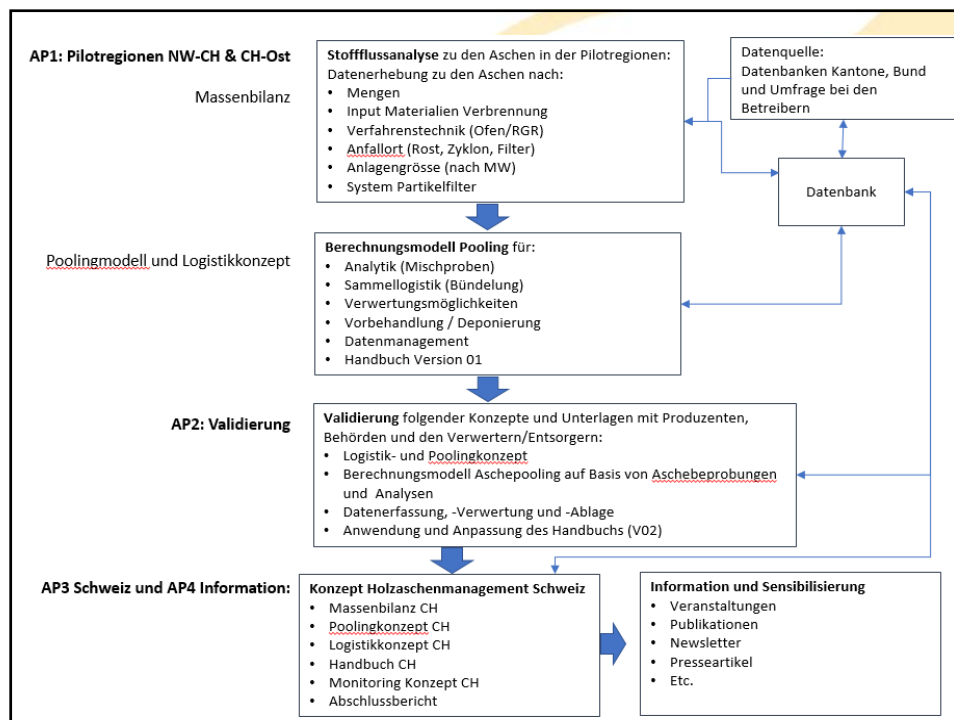 AP1: Pilotregionen NW-CH & CH-Ost
Massenbilanz
Stoffflussanalyse zu den Aschen in der Pilotregionen:
Datenerhebung zu den Aschen nach:
• Mengen
• Input Materialien Verbrennung
• Verfahrenstechnik (Ofen/RGR)
• Anfallort (Rost, Zyklon, Filter)
• Anlagengrösse (nach MW)
• System Partikelfilter
Datenquelle:
Datenbanken Kantone, Bund
und Umfrage bei den
Betreibern
Datenbank
Poolingmodell und Logistikkonzept
Berechnungsmodell Pooling für:
• Analytik (Mischproben)
• Sammellogistik (Bündelung)
• Verwertungsmöglichkeiten
• Vorbehandlung / Deponierung
• Datenmanagement
• Handbuch Version 01
AP2: Validierung
Validierung folgender Konzepte und Unterlagen mit Produzenten,
Behörden und den Verwertern/Entsorgern:
• Logistik- und Poolingkonzept
• Berechnungsmodell Aschepooling auf Basis von Aschebeprobungen
und Analysen
• Datenerfassung, -Verwertung und -Ablage
• Anwendung und Anpassung des Handbuchs (V02)
AP3 Schweiz und AP4 Information:
Konzept Holzaschenmanagement Schweiz
• Massenbilanz CH
• Poolingkonzept CH
• Logistikkonzept CH
• Handbuch CH
• Monitoring Konzept CH
• Abschlussbericht
Information und Sensibilisierung
• Veranstaltungen
• Publikationen
• Newsletter
• Presseartikel
• Etc.